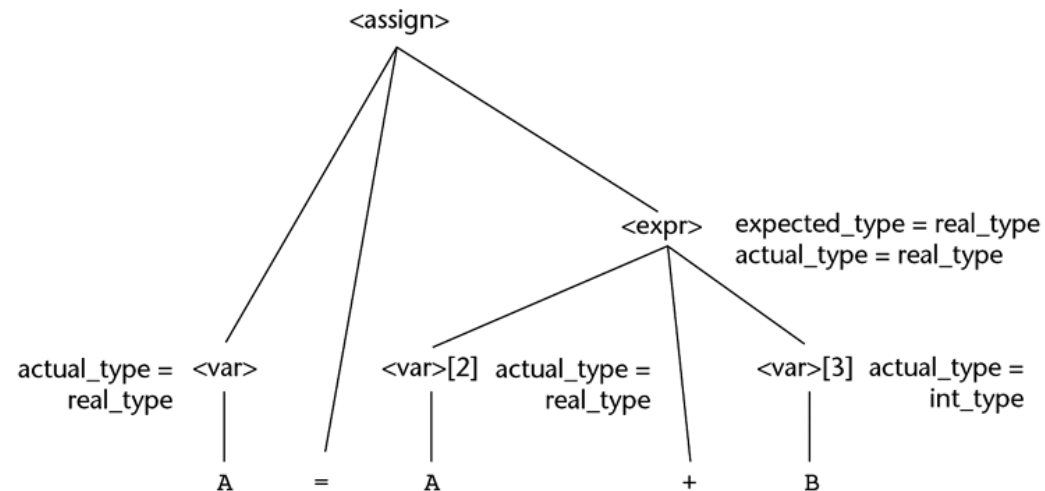 <assign>
<expr> expected_type = real_type
actual_type = real_type
actual_type = <var> <var>[2] actual_type = <var>[3] actual_type =
real_type real_type int_type
A = A + B